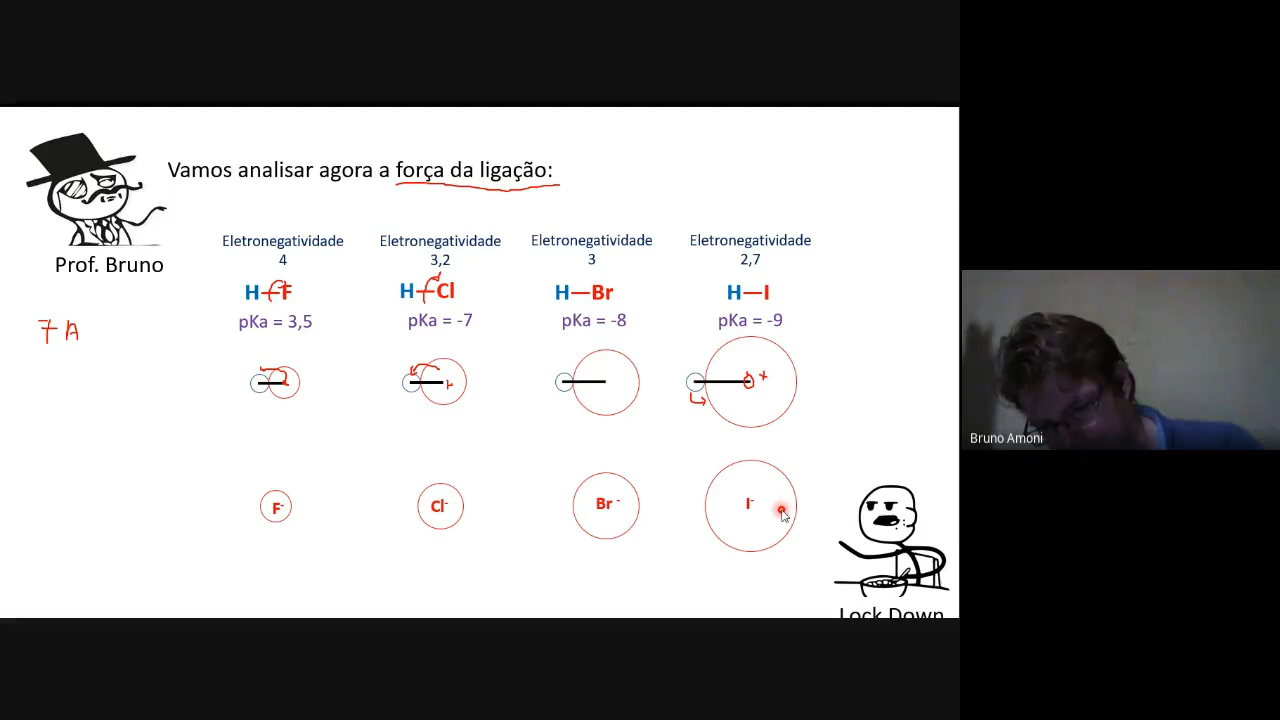 Vamos analisar agora a força da ligação:
Prof. Bruno
Eletronegatividade
4
Eletronegatividade
3,2
Eletronegatividade
3
Eletronegatividade
2,7
H—F
H—Cl
H—Br
H—I
pKa = 3,5
pKa = -7
pKa = -8
pKa = -9
7 A
+
+
F-
Cl-
Br -
I-
Bruno Amoni
Lock Down